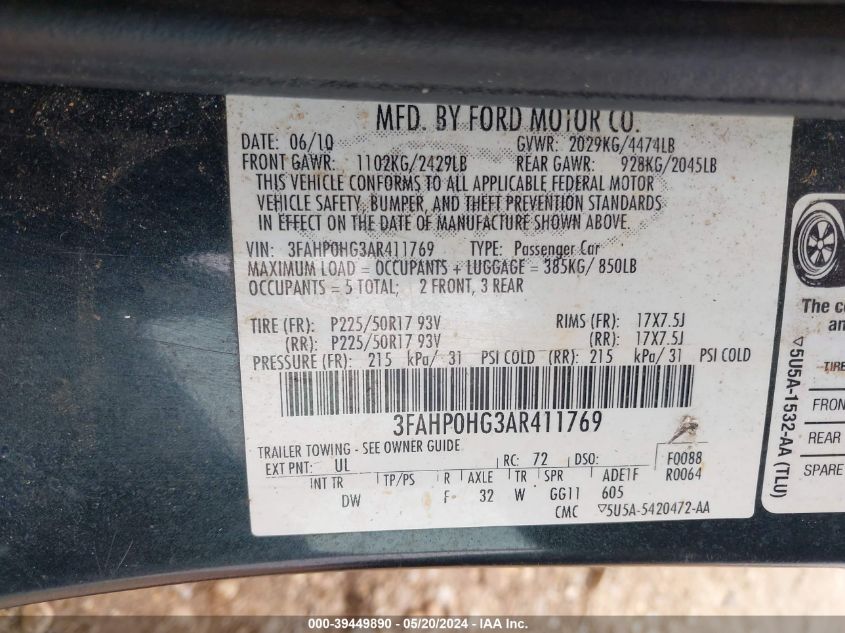 MFD. BY FORD MOTOR CO.
DATE: 06/10 GVWR: 2029KG/4474LB
FRONT GAWR: 1102KG/2429LB REAR GAWR: 928KG/2045LB
THIS VEHICLE CONFORMS TO ALL APPLICABLE FEDERAL MOTOR
VEHICLE SAFETY, BUMPER, AND THEFT PREVENTION STANDARDS
IN EFFECT ON THE DATE OF MANUFACTURE SHOWN ABOVE.
VIN: 3FAHP0HG3AR411769 TYPE: Passenger Car
MAXIMUM LOAD = OCCUPANTS + LUGGAGE = 385KG/850LB
OCCUPANTS = 5 TOTAL; 2 FRONT, 3 REAR
TIRE (FR): P225/50R17 93V RIMS (FR): 17X7.5J
(RR): P225/50R17 93V (RR): 17X7.5J
PRESSURE (FR): 215 kPa/ 31 PSI COLD (RR): 215 kPa/ 31 PSI COLD
3FAHP0HG3AR411769
TRAILER TOWING - SEE OWNER GUIDE
EXT PNT: UL RC: 72 DSO: F0088
INT TR TP/PS R AXLE TR SPR ADE1F R0064
DW F 32 W GG11 605
CMC ▽5U5A-5420472-AA
The co
an
▽5U5A-1532-AA (TLU)
TIRE
FRON
REAR
SPARE
000-39449890 - 05/20/2024 - IAA Inc.